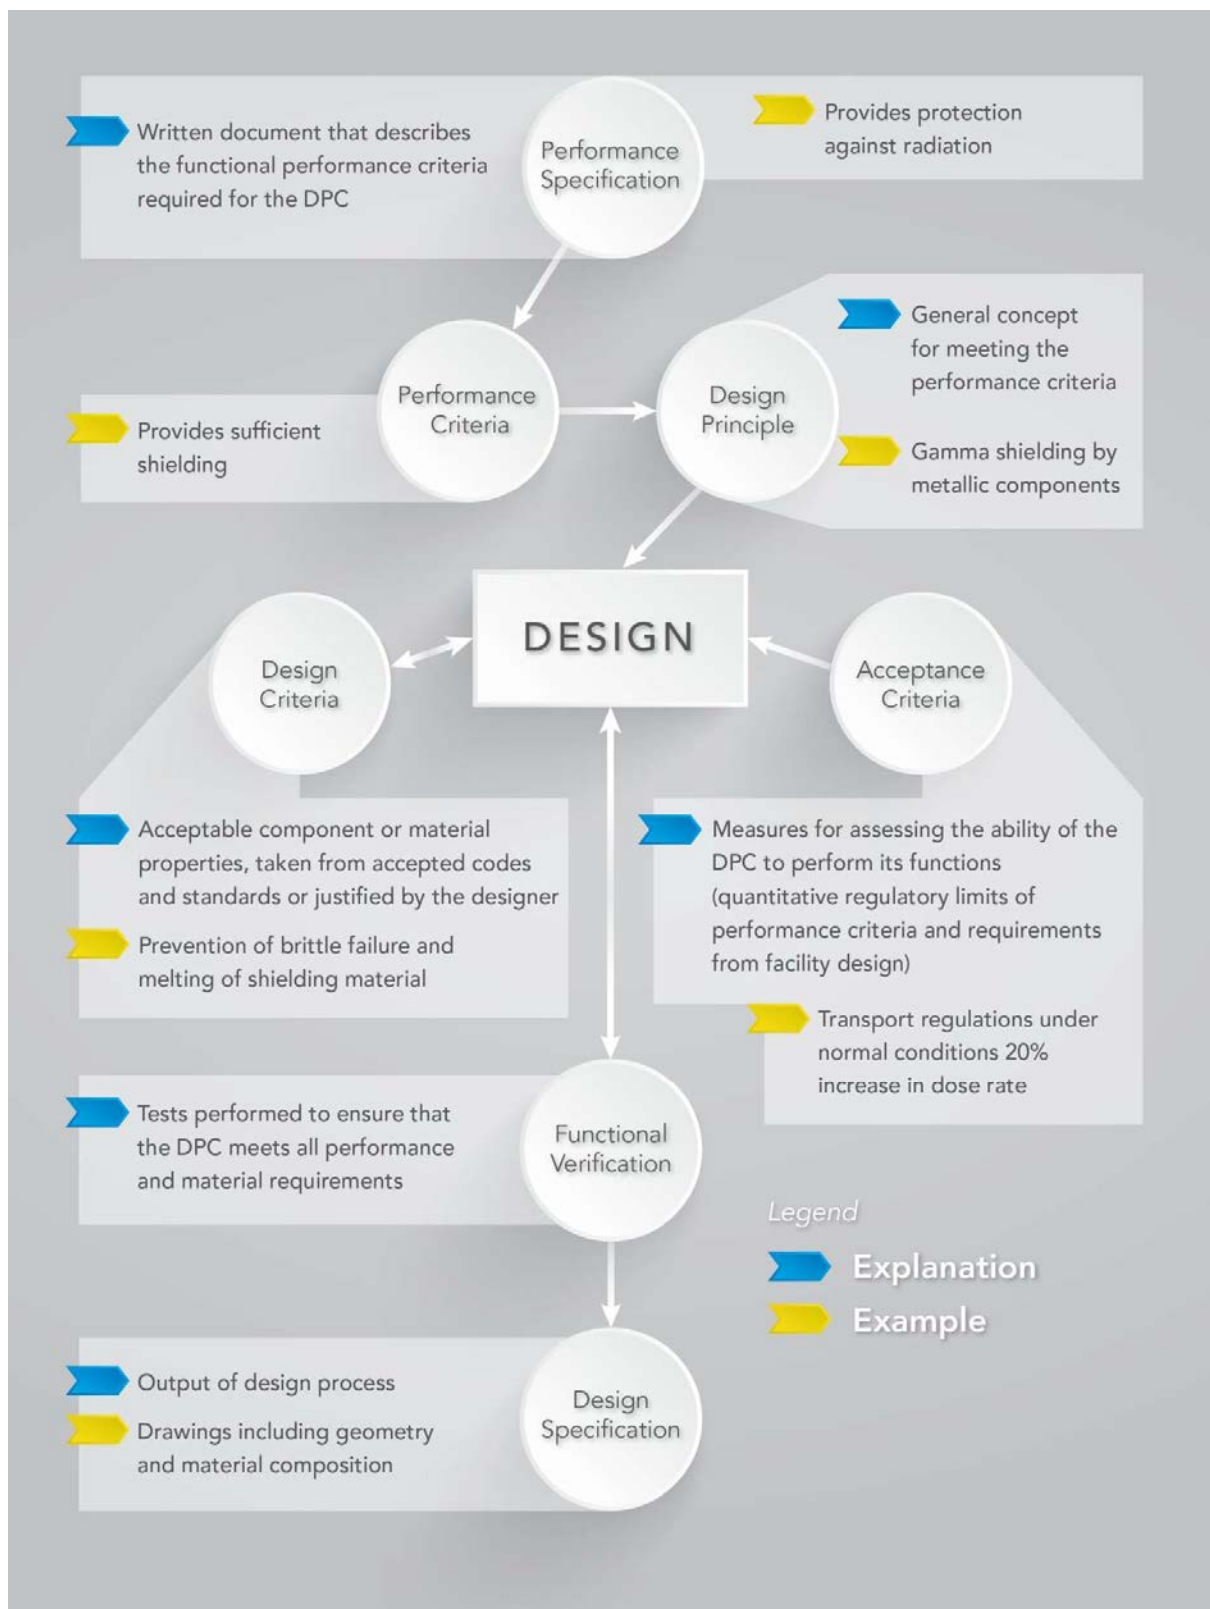 Written document that describes
the functional performance criteria
required for the DPC
Performance
Specification
Provides protection
against radiation
Performance
Criteria
Provides sufficient
shielding
Design
Principle
General concept
for meeting the
performance criteria
Gamma shielding by
metallic components
DESIGN
Design
Criteria
Acceptable component or material
properties, taken from accepted codes
and standards or justified by the designer
Prevention of brittle failure and
melting of shielding material
Acceptance
Criteria
Measures for assessing the ability of the
DPC to perform its functions
(quantitative regulatory limits of
performance criteria and requirements
from facility design)
Transport regulations under
normal conditions 20%
increase in dose rate
Tests performed to ensure that
the DPC meets all performance
and material requirements
Functional
Verification
Legend
Explanation
Example
Output of design process
Drawings including geometry
and material composition
Design
Specification